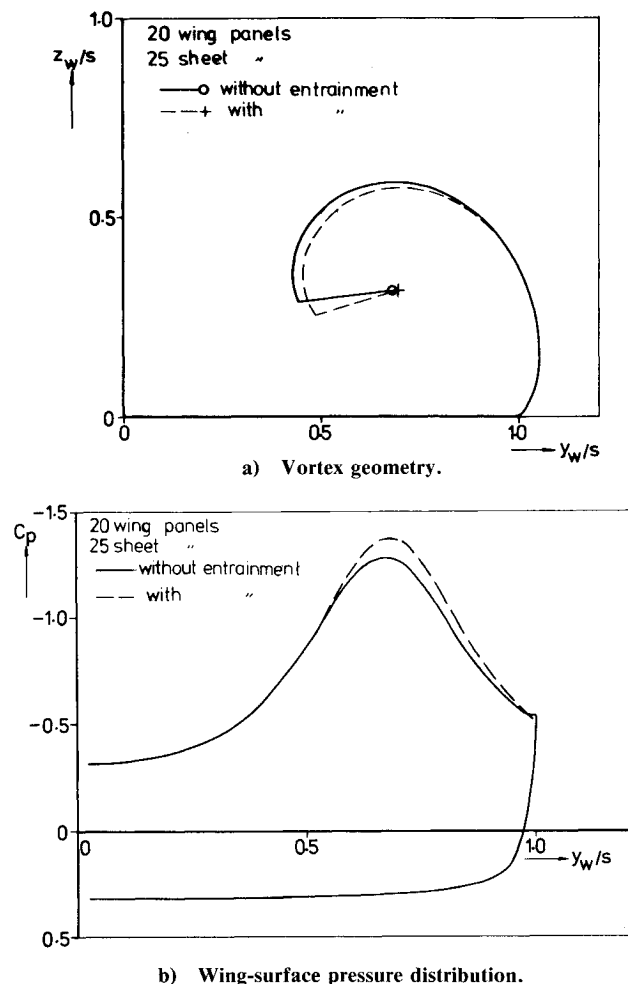 z_w/s
1.0
0.5
0
20 wing panels
25 sheet "
without entrainment
with "
0
0.5
1.0
y_w/s
a) Vortex geometry.
-1.5
C_p
-1.0
-0.5
0
0.5
20 wing panels
25 sheet "
without entrainment
with "
0
0.5
1.0
y_w/s
b) Wing-surface pressure distribution.